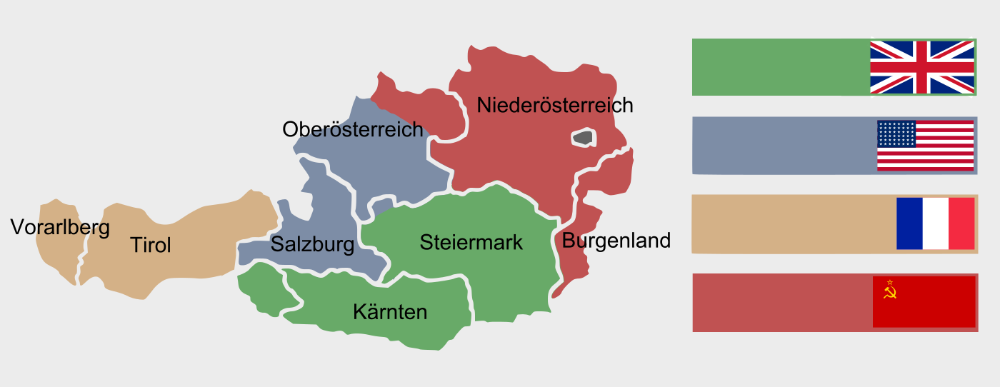 Niederösterreich
Oberösterreich
Vorarlberg
Tirol
Salzburg
Steiermark
Burgenland
Kärnten